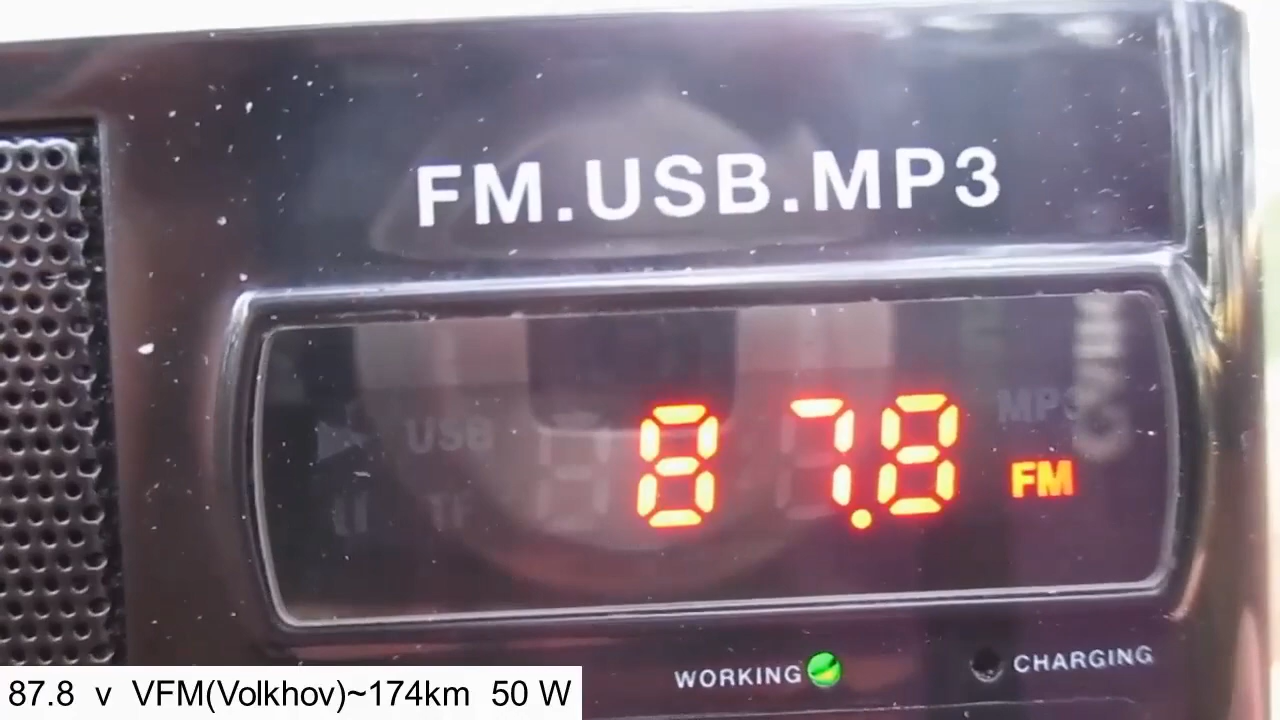 FM.USB.MP3
USB
MP3
87.8
FM
WORKING
CHARGING
87.8 v VFM(Volkhov)~174km 50 W